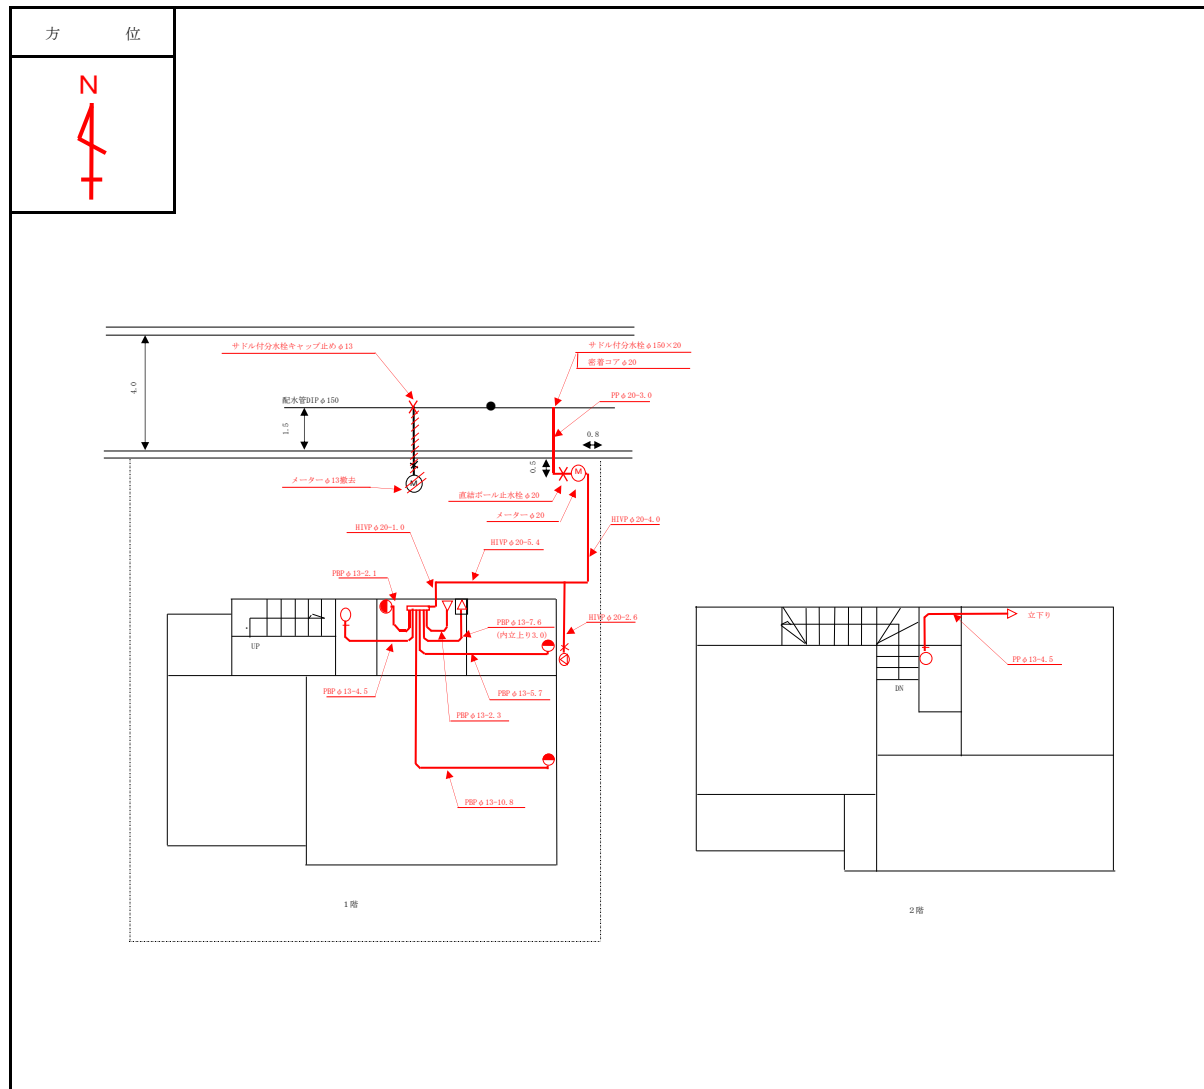 方 位
N
サドル付分水栓キャップ止めφ13
サドル付分水栓φ150×20
密着コアφ20
4.0
配水管DIPφ150
PPφ20-3.0
1.5
0.8
0.5
メーターφ13撤去
M
M
直結ボール止水栓φ20
メーターφ20
HIVPφ20-1.0
HIVPφ20-4.0
HIVPφ20-5.4
PBPφ13-2.1
PBPφ13-7.6
(内立上り3.0)
HIVPφ20-2.6
UP
PBPφ13-4.5
PBPφ13-5.7
PBPφ13-2.3
PBPφ13-10.8
1階
立下り
PPφ13-4.5
DN
2階